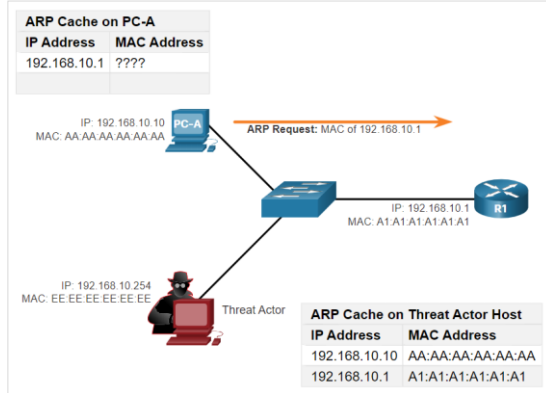 ARP Cache on PC-A
IP Address MAC Address
192.168.10.1 ????
IP: 192.168.10.10
MAC: AA:AA:AA:AA:AA:AA
PC-A
ARP Request: MAC of 192.168.10.1
IP: 192.168.10.1
MAC: A1:A1:A1:A1:A1:A1
R1
IP: 192.168.10.254
MAC: EE:EE:EE:EE:EE:EE
Threat Actor
ARP Cache on Threat Actor Host
IP Address MAC Address
192.168.10.10 AA:AA:AA:AA:AA:AA
192.168.10.1 A1:A1:A1:A1:A1:A1